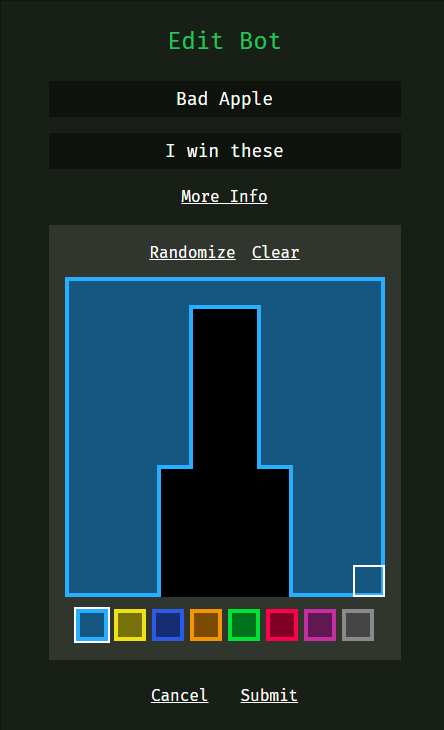 Edit Bot
Bad Apple
I win these
More Info
Randomize Clear
Cancel Submit